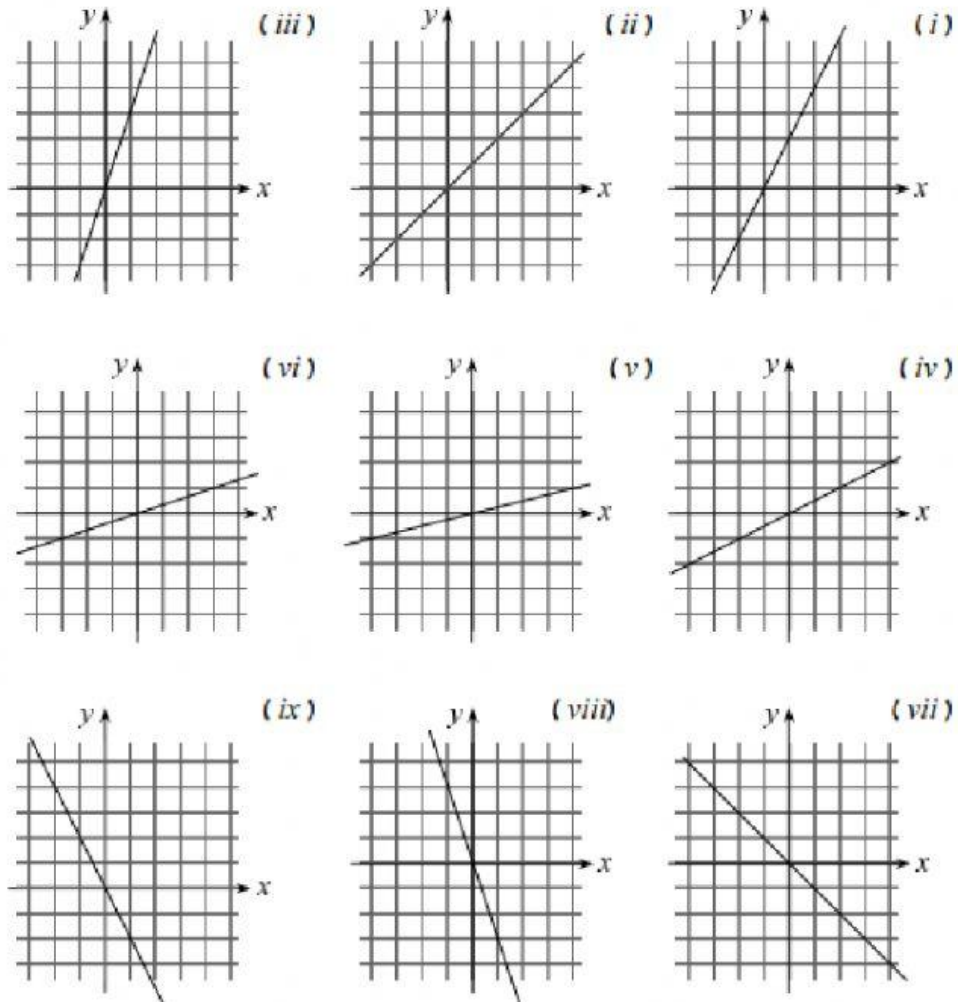 y (iii) y (ii) y (i)
x x x
y (vi) y (v) y (iv)
x x x
y (ix) y (viii) y (vii)
x x x